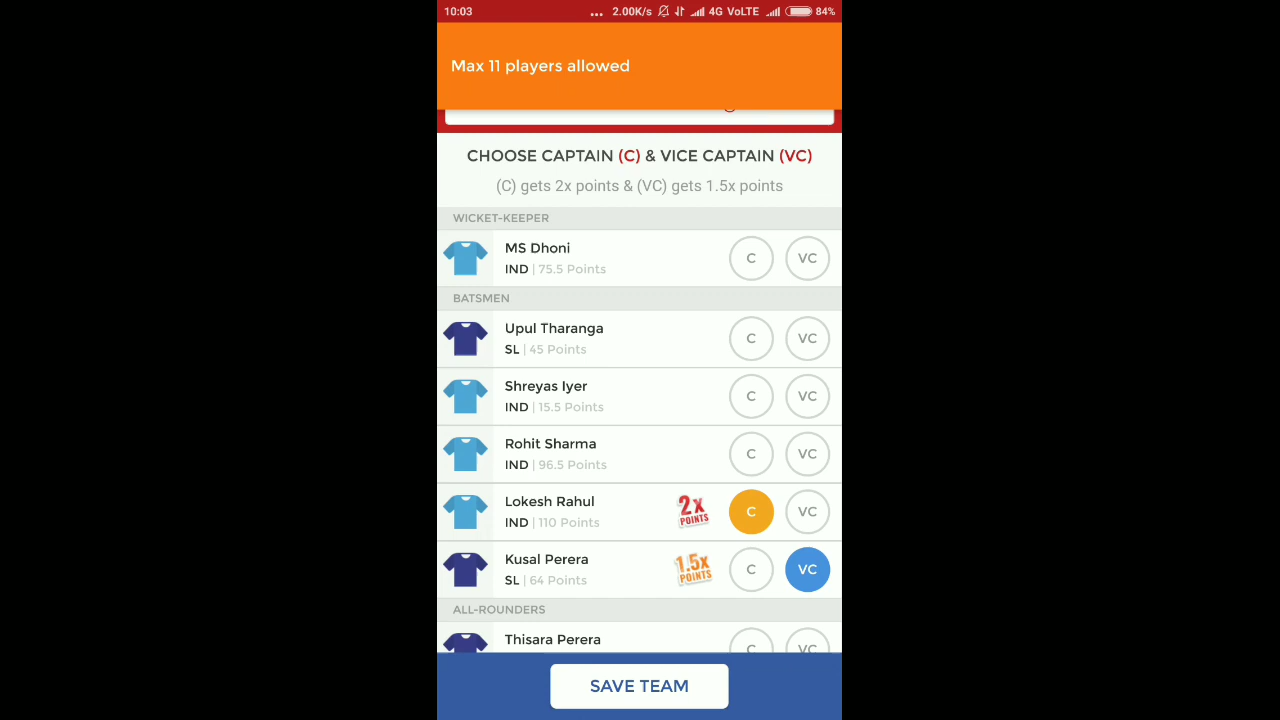 10:03 ... 2.00K/s 4G VoLTE 84%
Max 11 players allowed
CHOOSE CAPTAIN (C) & VICE CAPTAIN (VC)
(C) gets 2x points & (VC) gets 1.5x points
WICKET-KEEPER
MS Dhoni
IND | 75.5 Points
C VC
BATSMEN
Upul Tharanga
SL | 45 Points
C VC
Shreyas Iyer
IND | 15.5 Points
C VC
Rohit Sharma
IND | 96.5 Points
C VC
Lokesh Rahul
IND | 110 Points
2x
POINTS
C VC
Kusal Perera
SL | 64 Points
1.5x
POINTS
C VC
ALL-ROUNDERS
Thisara Perera
C VC
SAVE TEAM